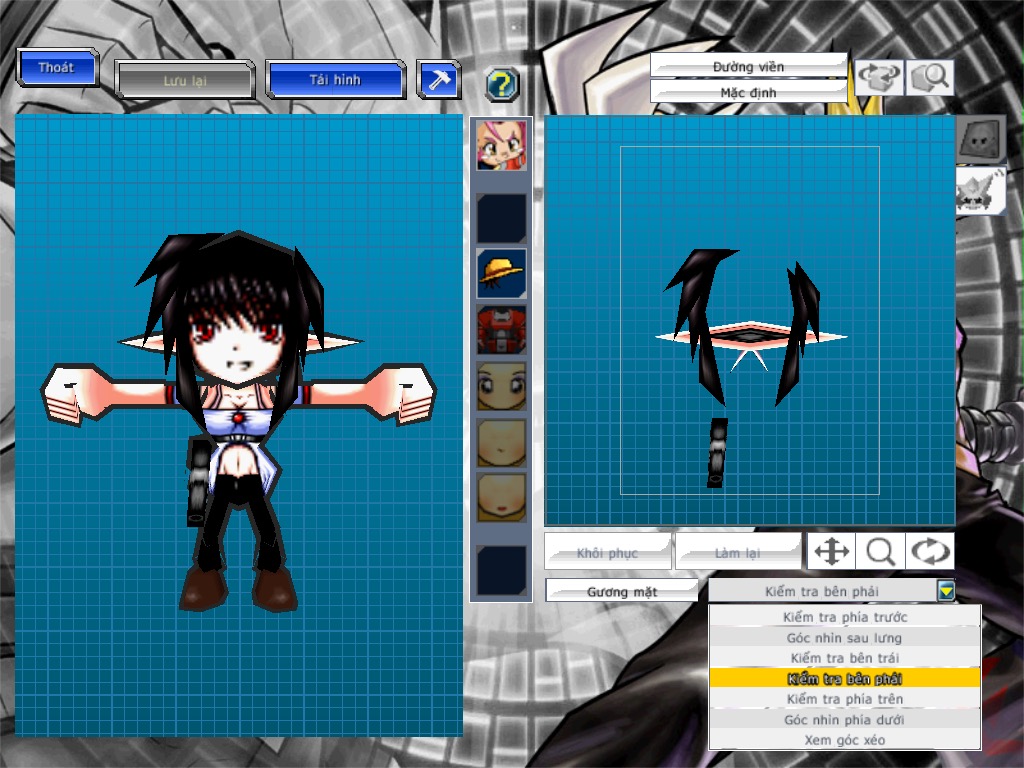 Thoát
Lưu lại
Tải hình
Đường viền
Mặc định
Khôi phục
Làm lại
Gương mặt
Kiểm tra bên phải
Kiểm tra phía trước
Góc nhìn sau lưng
Kiểm tra bên trái
Kiểm tra bên phải
Kiểm tra phía trên
Góc nhìn phía dưới
Xem góc xéo